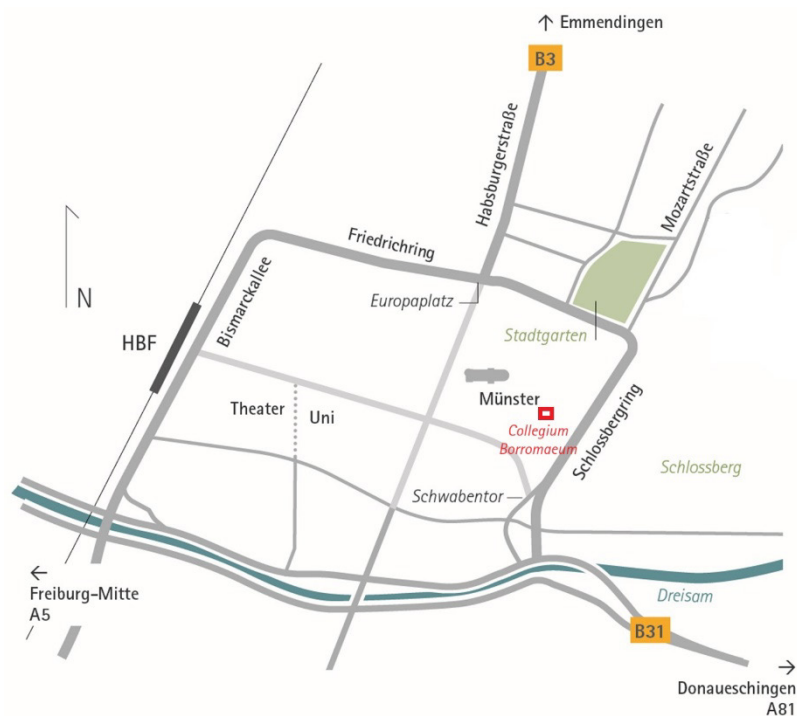 ↑ Emmendingen
B3
Habsburgerstraße
Mozartstraße
Friedrichring
N
Europaplatz
Bismarckallee
HBF
Stadtgarten
Theater
Uni
Münster
Collegium
Borromaeum
Schlossbergring
Schlossberg
Schwabentor
←
Freiburg-Mitte
A5
Dreisam
B31
→
Donaueschingen
A81